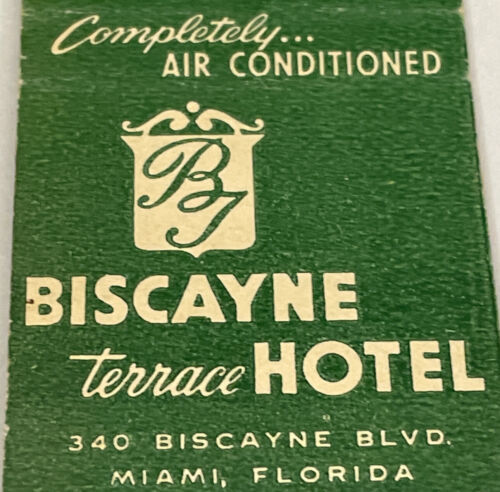 Completely...
AIR CONDITIONED
BT
BISCAYNE
terrace HOTEL
340 BISCAYNE BLVD.
MIAMI, FLORIDA